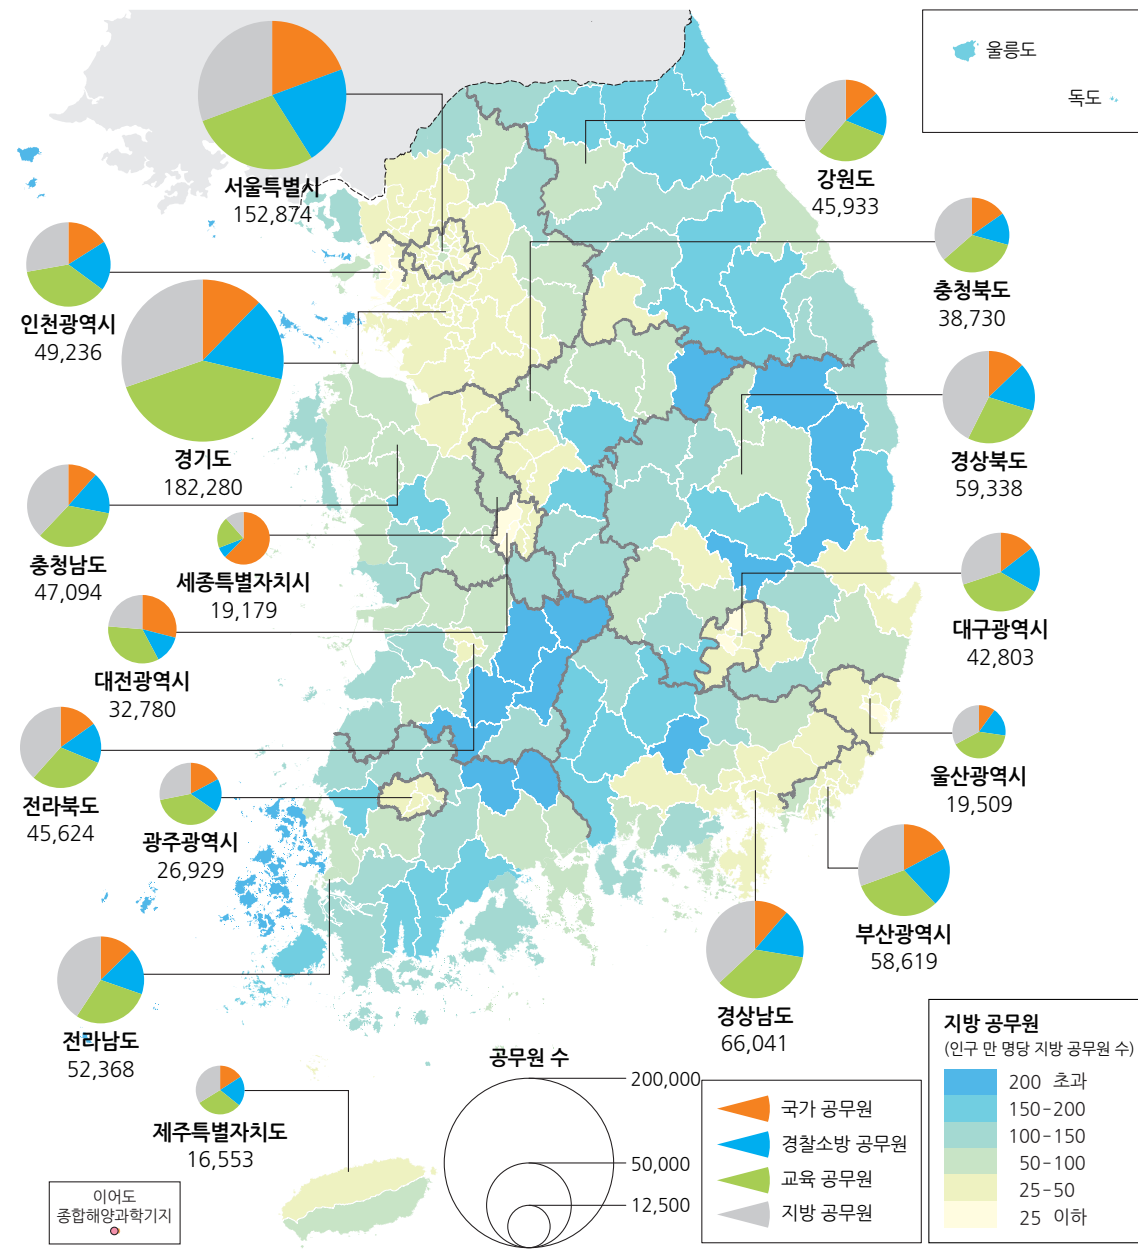 울릉도
독도
서울특별시
152,874
강원도
45,933
인천광역시
49,236
충청북도
38,730
경기도
182,280
경상북도
59,338
충청남도
47,094
세종특별자치시
19,179
대구광역시
42,803
대전광역시
32,780
전라북도
45,624
울산광역시
19,509
광주광역시
26,929
부산광역시
58,619
전라남도
52,368
경상남도
66,041
제주특별자치도
16,553
이어도
종합해양과학기지
공무원 수
200,000
50,000
12,500
국가 공무원
경찰소방 공무원
교육 공무원
지방 공무원
지방 공무원
(인구 만 명당 지방 공무원 수)
200 초과
150-200
100-150
50-100
25-50
25 이하